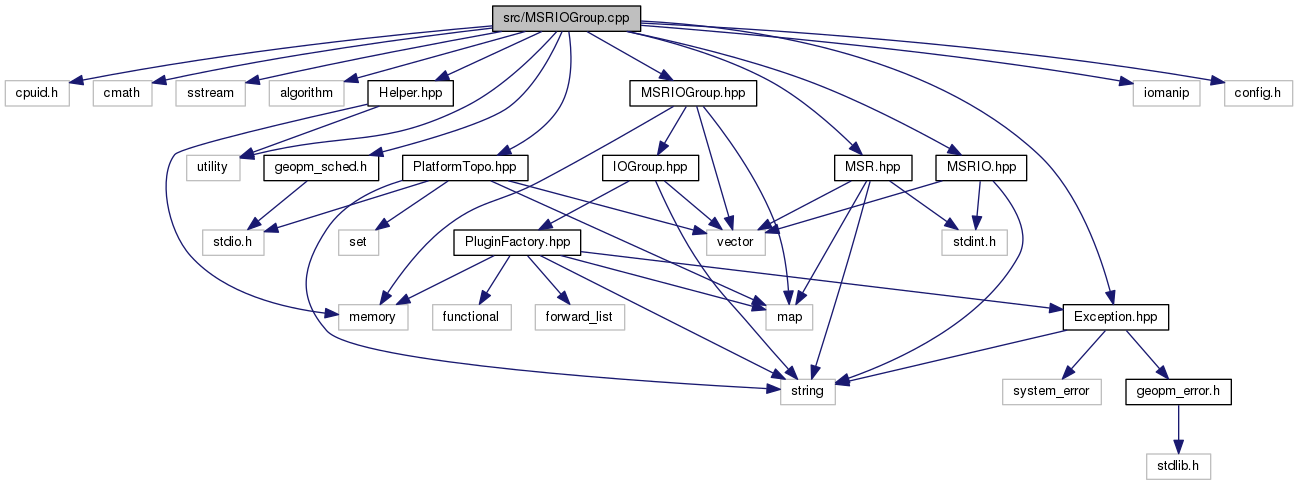 src/MSRIOGroup.cpp
cpuid.h
cmath
sstream
algorithm
Helper.hpp
MSRIOGroup.hpp
iomanip
config.h
utility
geopm_sched.h
PlatformTopo.hpp
IOGroup.hpp
MSR.hpp
MSRIO.hpp
stdio.h
set
PluginFactory.hpp
vector
stdint.h
memory
functional
forward_list
map
Exception.hpp
string
system_error
geopm_error.h
stdlib.h